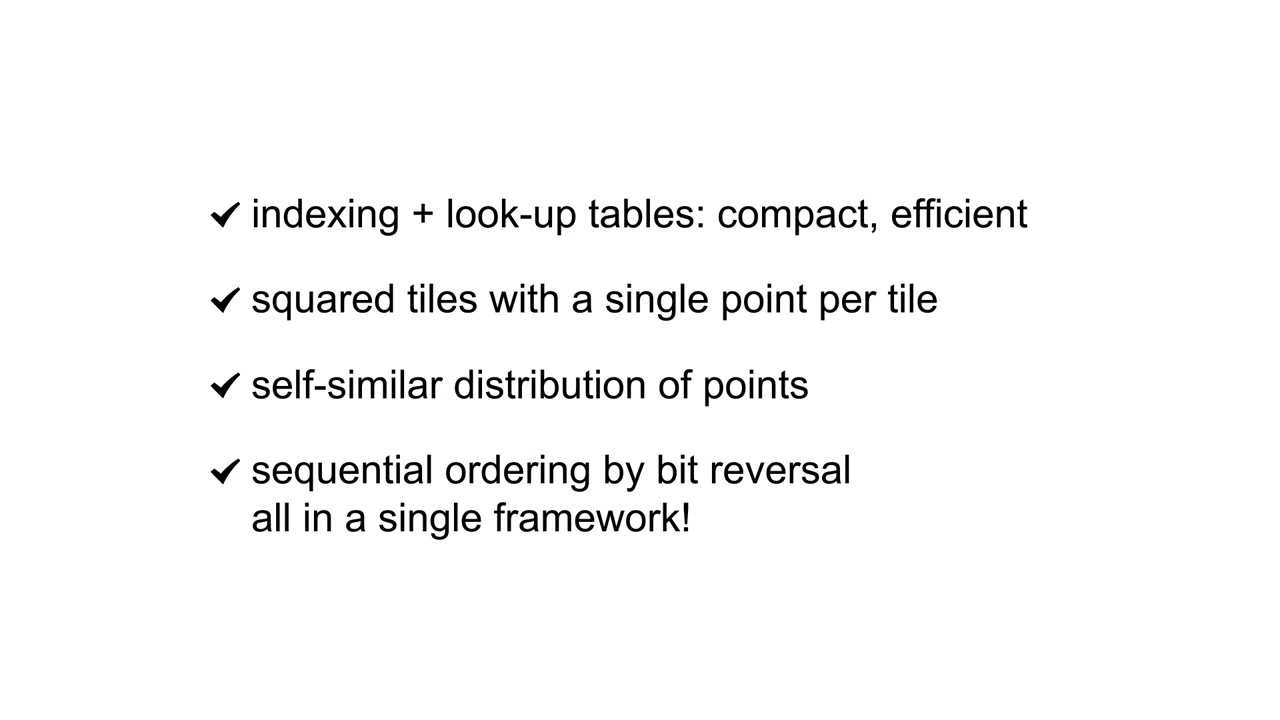 ✔ indexing + look-up tables: compact, efficient
✔ squared tiles with a single point per tile
✔ self-similar distribution of points
✔ sequential ordering by bit reversal
all in a single framework!